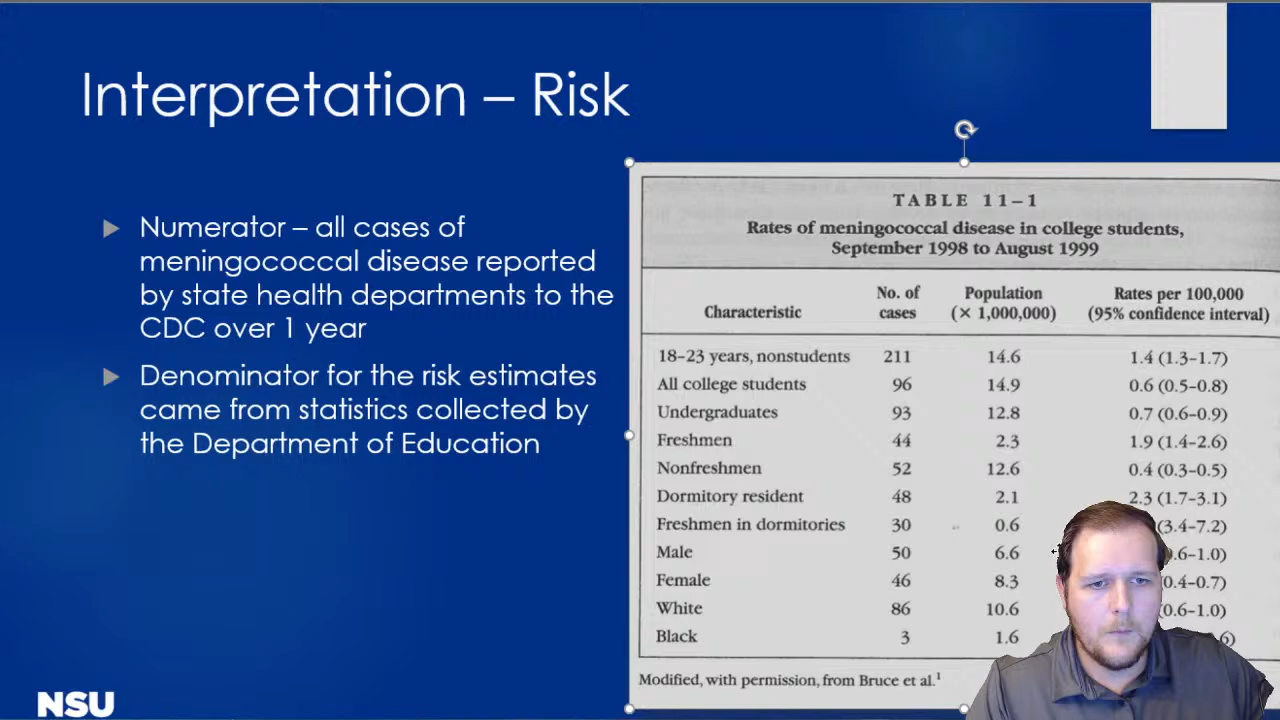 Interpretation – Risk
Numerator – all cases of
meningococcal disease reported
by state health departments to the
CDC over 1 year
Denominator for the risk estimates
came from statistics collected by
the Department of Education
TABLE 11–1
Rates of meningococcal disease in college students,
September 1998 to August 1999
Characteristic No. of cases Population (× 1,000,000) Rates per 100,000 (95% confidence interval)
18–23 years, nonstudents 211 14.6 1.4 (1.3–1.7)
All college students 96 14.9 0.6 (0.5–0.8)
Undergraduates 93 12.8 0.7 (0.6–0.9)
Freshmen 44 2.3 1.9 (1.4–2.6)
Nonfreshmen 52 12.6 0.4 (0.3–0.5)
Dormitory resident 48 2.1 2.3 (1.7–3.1)
Freshmen in dormitories 30 0.6 (3.4–7.2)
Male 50 6.6 .6–1.0)
Female 46 8.3 (0.4–0.7)
White 86 10.6 (0.6–1.0)
Black 3 1.6
Modified, with permission, from Bruce et al.¹
NSU